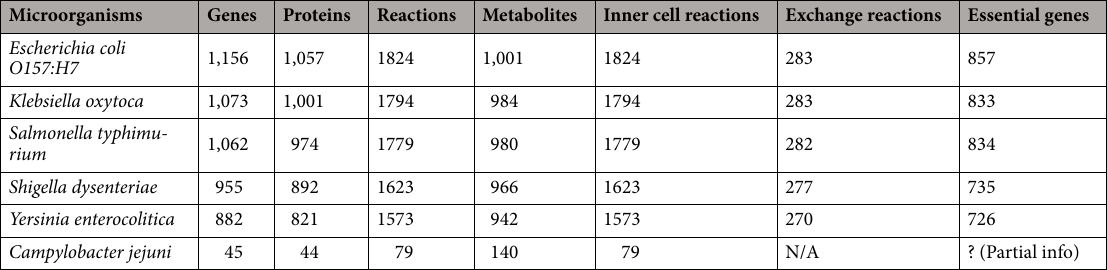 Microorganisms Genes Proteins Reactions Metabolites Inner cell reactions Exchange reactions Essential genes
Escherichia coli
O157:H7 1,156 1,057 1824 1,001 1824 283 857
Klebsiella oxytoca 1,073 1,001 1794 984 1794 283 833
Salmonella typhimu-
rium 1,062 974 1779 980 1779 282 834
Shigella dysenteriae 955 892 1623 966 1623 277 735
Yersinia enterocolitica 882 821 1573 942 1573 270 726
Campylobacter jejuni 45 44 79 140 79 N/A ? (Partial info)